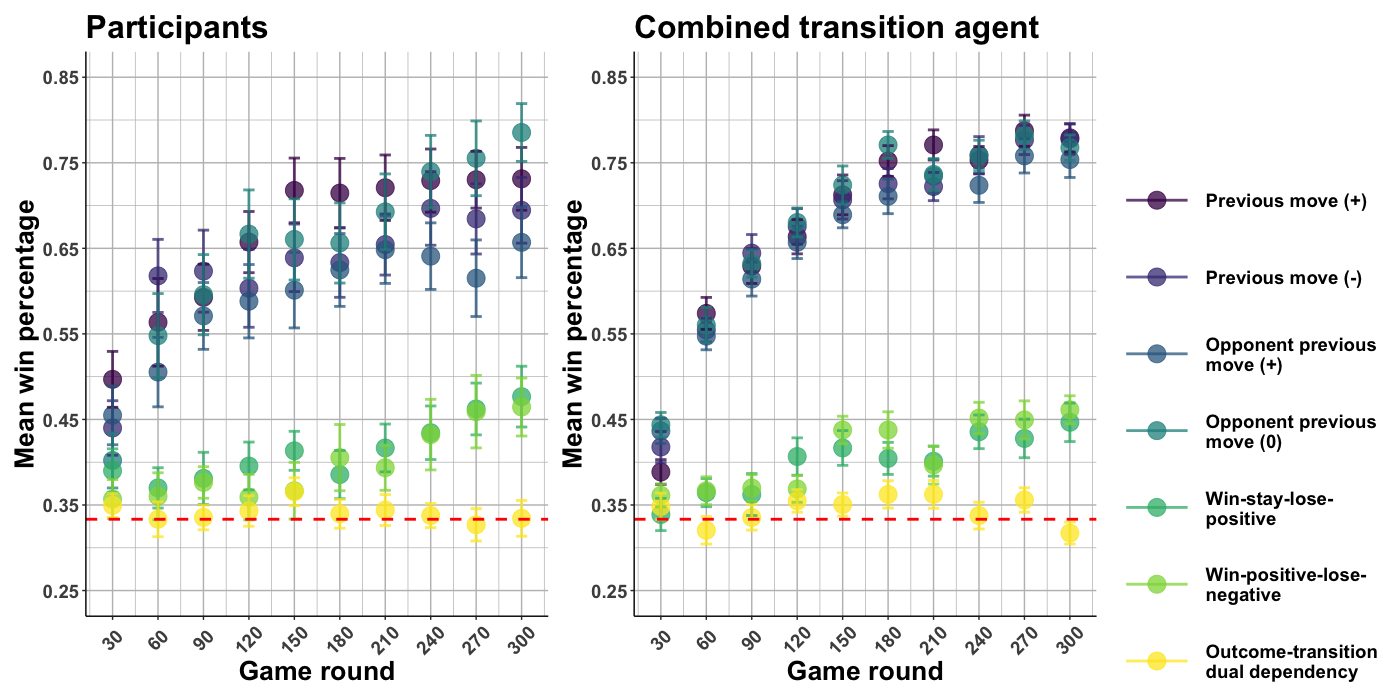 Participants
Mean win percentage
0.85
0.75
0.65
0.55
0.45
0.35
0.25
30 60 90 120 150 180 210 240 270 300
Game round
Combined transition agent
Mean win percentage
0.85
0.75
0.65
0.55
0.45
0.35
0.25
30 60 90 120 150 180 210 240 270 300
Game round
Previous move (+)
Previous move (-)
Opponent previous
move (+)
Opponent previous
move (0)
Win-stay-lose-
positive
Win-positive-lose-
negative
Outcome-transition
dual dependency